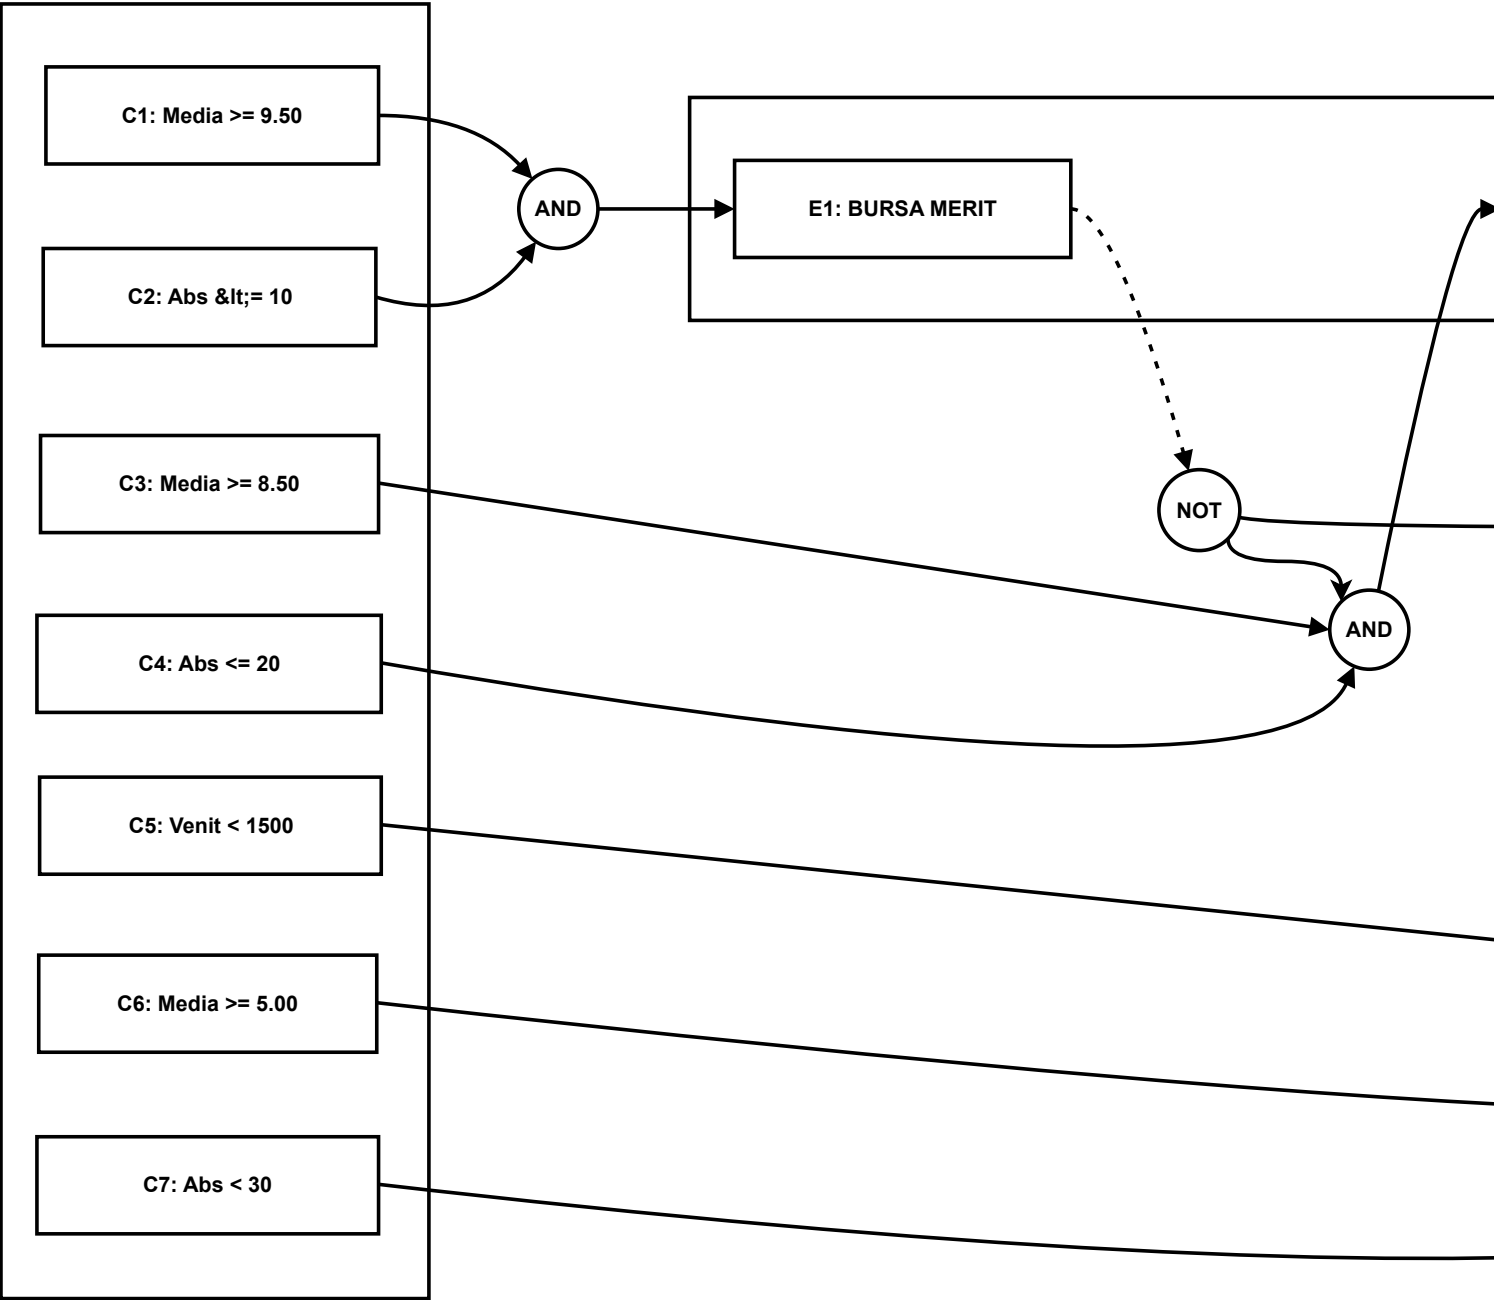 C1: Media >= 9.50
AND
E1: BURSA MERIT
C2: Abs &lt;= 10
C3: Media >= 8.50
NOT
AND
C4: Abs <= 20
C5: Venit < 1500
C6: Media >= 5.00
C7: Abs < 30